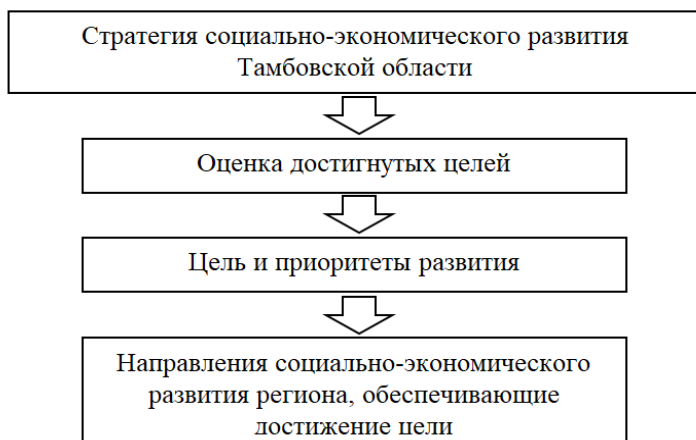 Стратегия социально-экономического развития
Тамбовской области
Оценка достигнутых целей
Цель и приоритеты развития
Направления социально-экономического
развития региона, обеспечивающие
достижение цели